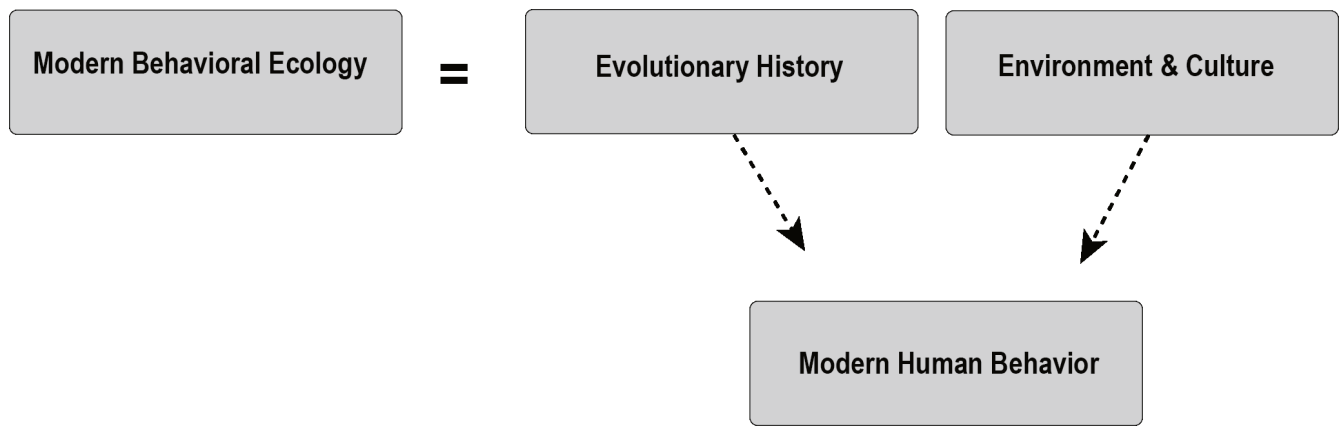 Modern Behavioral Ecology
=
Evolutionary History
Environment & Culture
Modern Human Behavior